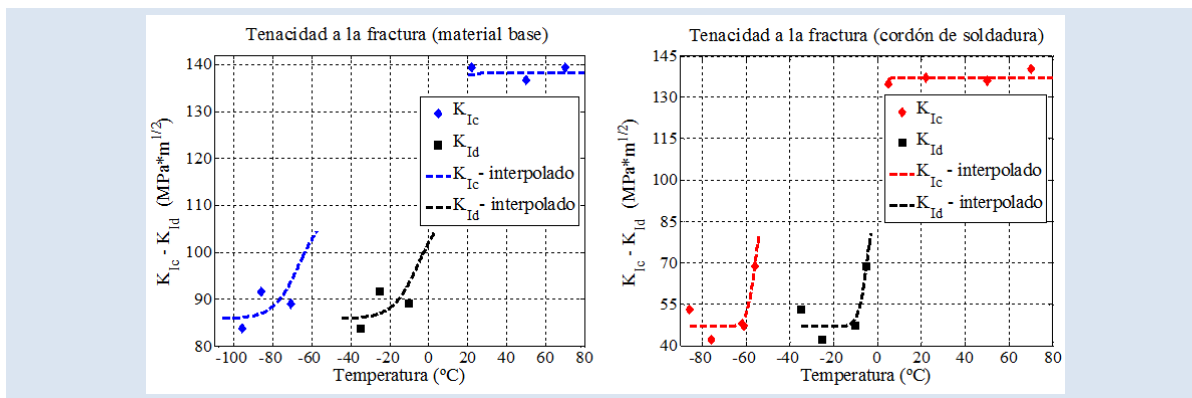 Tenacidad a la fractura (material base)
140
130
120
110
100
90
80
K_Ic - K_Id (MPa*m^1/2)
K_Ic
K_Id
K_Ic - interpolado
K_Id - interpolado
-100 -80 -60 -40 -20 0 20 40 60 80
Temperatura (ºC)
Tenacidad a la fractura (cordón de soldadura)
145
130
115
100
85
70
55
40
K_Ic - K_Id (MPa*m^1/2)
K_Ic
K_Id
K_Ic - interpolado
K_Id - interpolado
-80 -60 -40 -20 0 20 40 60 80
Temperatura (ºC)